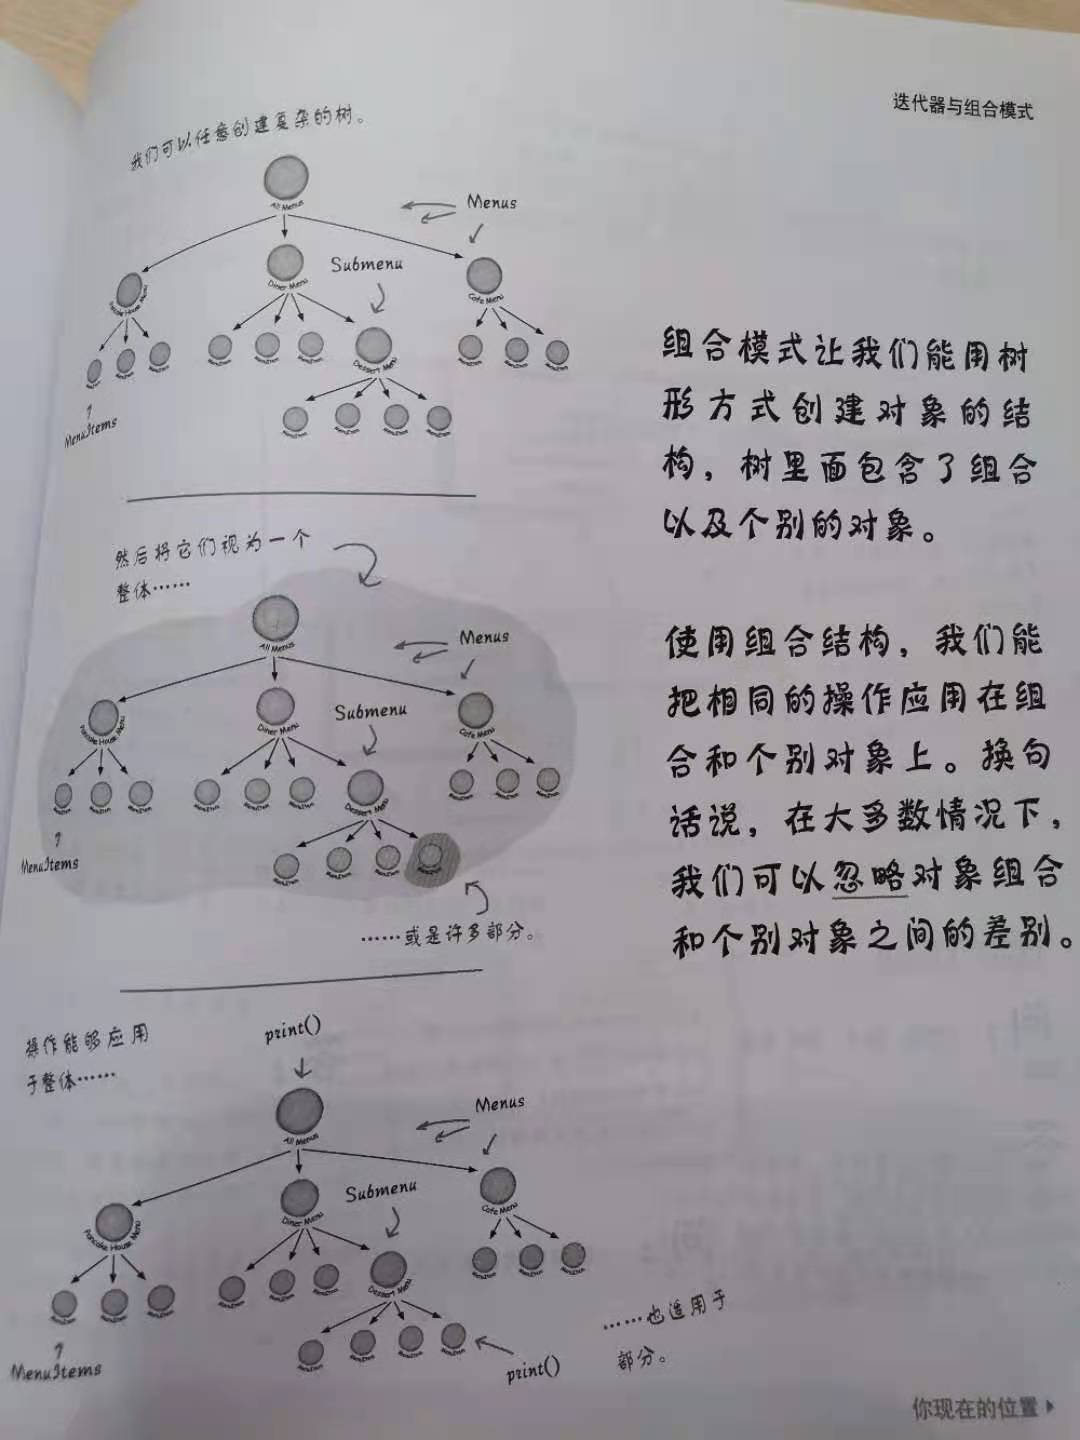 迭代器与组合模式
我们可以任意创建复杂的树。
All Menus
Menus
Submenu
Diner Menu
Cafe Menu
Dessert Menu
MenuItems
组合模式让我们能用树
形方式创建对象的结
构，树里面包含了组合
以及个别的对象。
然后将它们视为一个
整体……
All Menus
Menus
Submenu
Pancake House Menu
Diner Menu
Cafe Menu
Dessert Menu
MenuItems
……或是许多部分。
使用组合结构，我们能
把相同的操作应用在组
合和个别对象上。换句
话说，在大多数情况下，
我们可以忽略对象组合
和个别对象之间的差别。
操作能够应用
于整体……
print()
All Menus
Menus
Submenu
Pancake House Menu
Diner Menu
Cafe Menu
Dessert Menu
MenuItems
print()
……也适用于
部分。
你现在的位置